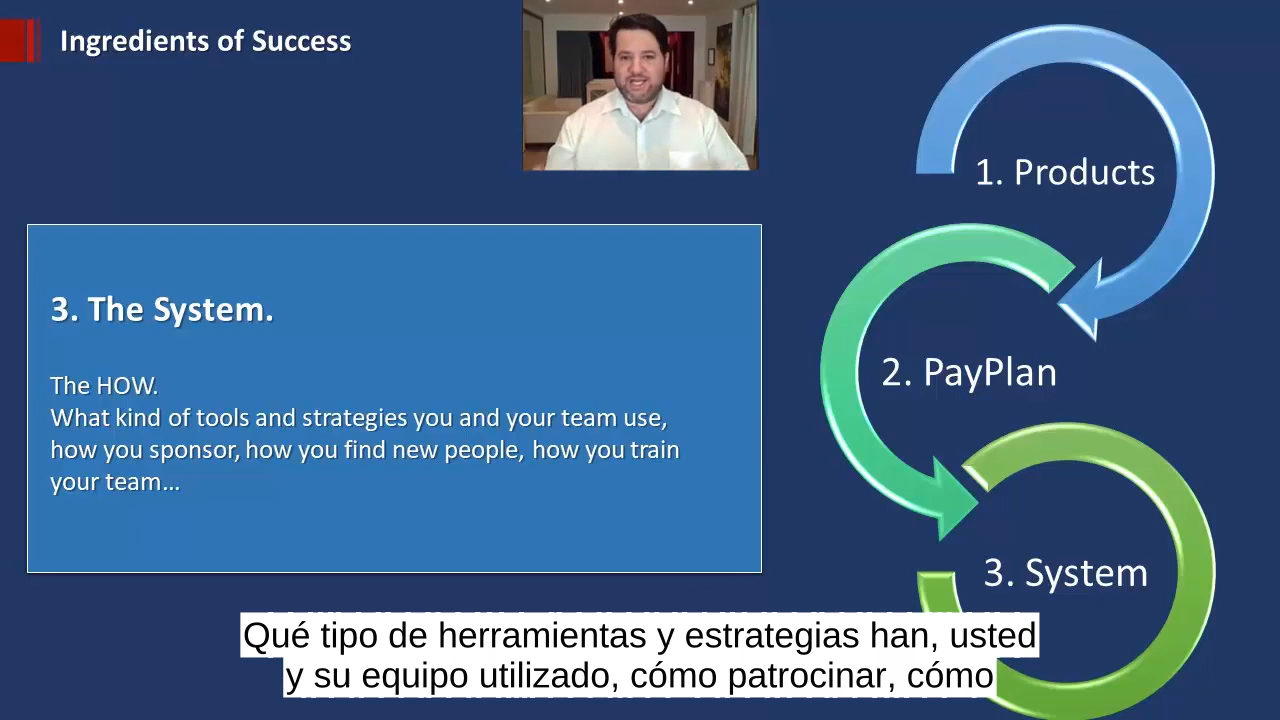 Ingredients of Success
1. Products
3. The System.
2. PayPlan
The HOW.
What kind of tools and strategies you and your team use,
how you sponsor, how you find new people, how you train
your team...
3. System
Qué tipo de herramientas y estrategias han, usted
y su equipo utilizado, cómo patrocinar, cómo